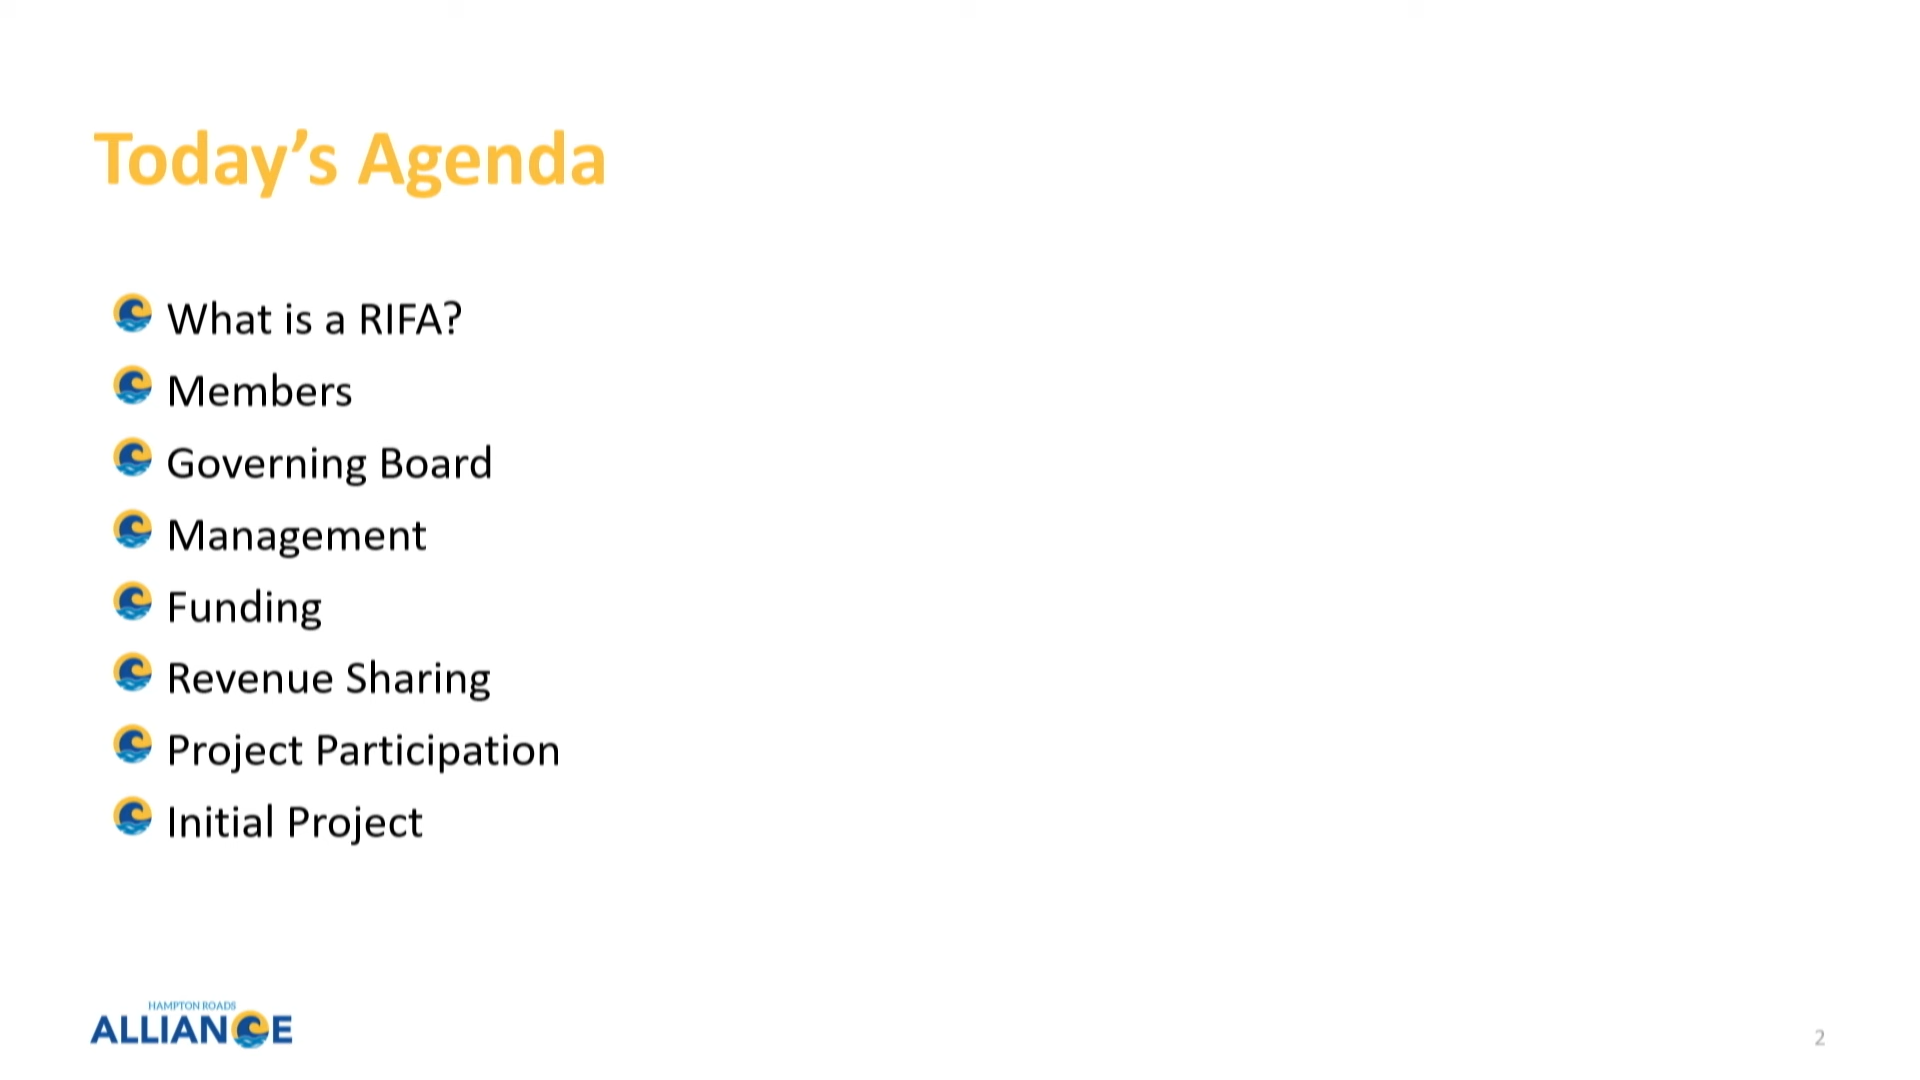 Today’s Agenda
What is a RIFA?
Members
Governing Board
Management
Funding
Revenue Sharing
Project Participation
Initial Project
HAMPTON ROADS
ALLIANCE
2